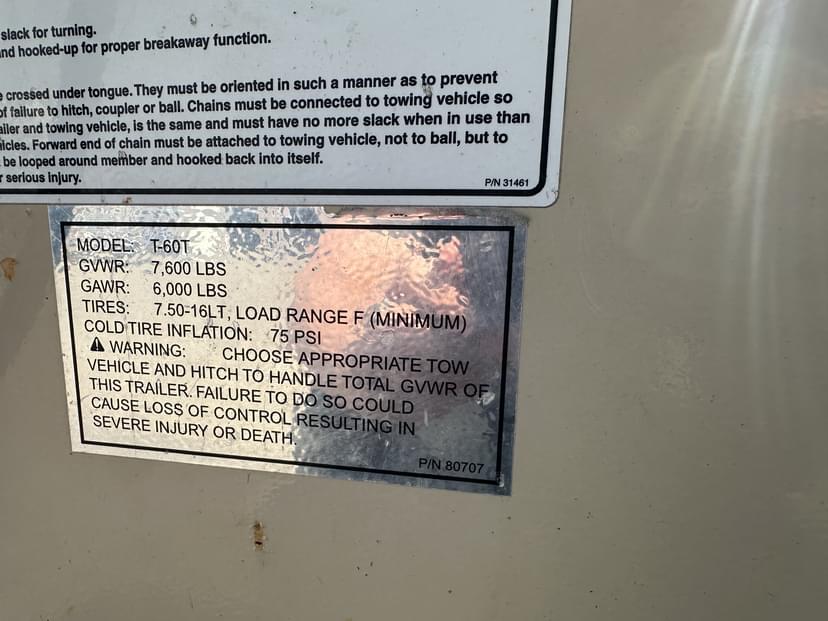 slack for turning.
nd hooked-up for proper breakaway function.
crossed under tongue. They must be oriented in such a manner as to prevent
of failure to hitch, coupler or ball. Chains must be connected to towing vehicle so
ailer and towing vehicle, is the same and must have no more slack when in use than
icles. Forward end of chain must be attached to towing vehicle, not to ball, but to
be looped around member and hooked back into itself.
r serious injury.
P/N 31461
MODEL: T-60T
GVWR: 7,600 LBS
GAWR: 6,000 LBS
TIRES: 7.50-16LT, LOAD RANGE F (MINIMUM)
COLD TIRE INFLATION: 75 PSI
⚠ WARNING: CHOOSE APPROPRIATE TOW
VEHICLE AND HITCH TO HANDLE TOTAL GVWR OF
THIS TRAILER. FAILURE TO DO SO COULD
CAUSE LOSS OF CONTROL RESULTING IN
SEVERE INJURY OR DEATH.
P/N 80707